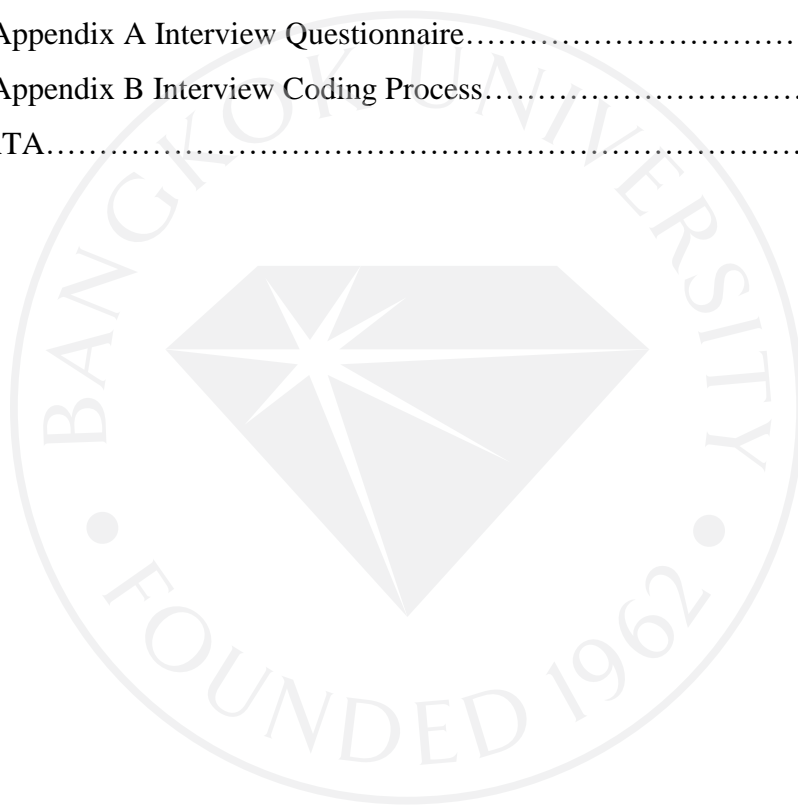 Appendix A Interview Questionnaire……………………………
Appendix B Interview Coding Process…………………………
TA……………………………………………………………………
BANGKOK UNIVERSITY
FOUNDED 1962